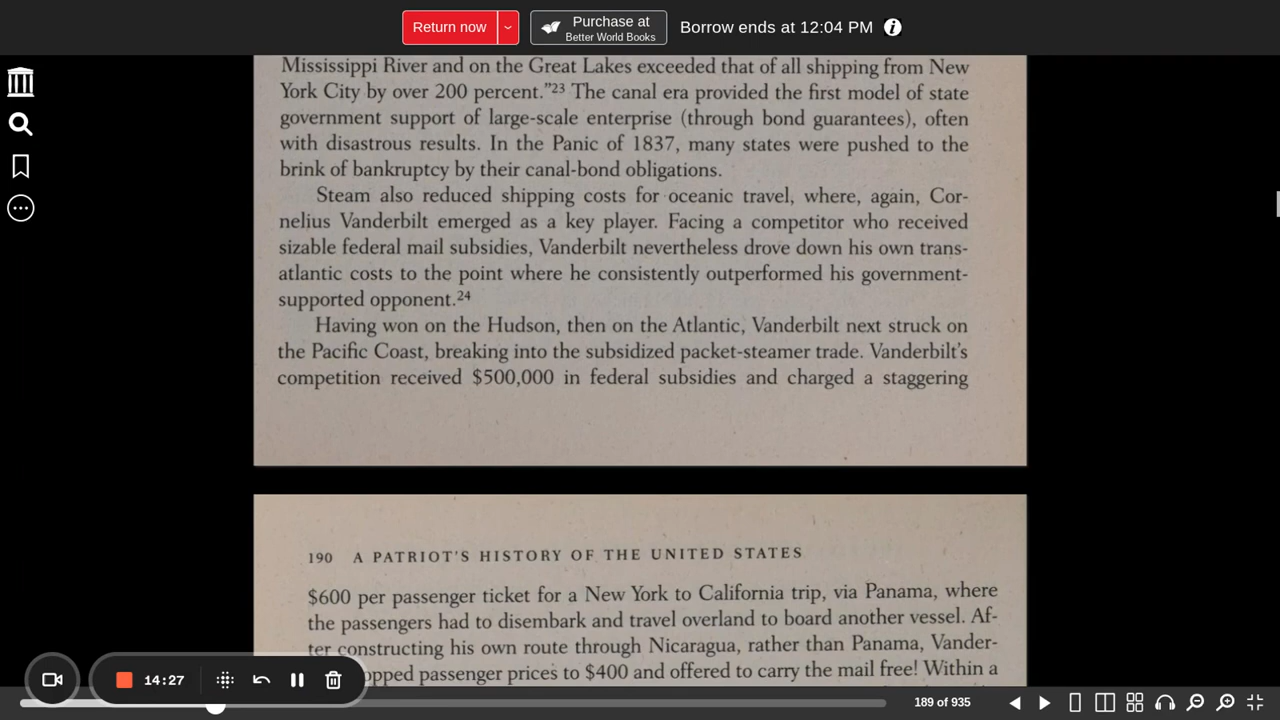 Return now
Purchase at
Better World Books
Borrow ends at 12:04 PM
Mississippi River and on the Great Lakes exceeded that of all shipping from New
York City by over 200 percent."23 The canal era provided the first model of state
government support of large-scale enterprise (through bond guarantees), often
with disastrous results. In the Panic of 1837, many states were pushed to the
brink of bankruptcy by their canal-bond obligations.
Steam also reduced shipping costs for oceanic travel, where, again, Cor-
nelius Vanderbilt emerged as a key player. Facing a competitor who received
sizable federal mail subsidies, Vanderbilt nevertheless drove down his own trans-
atlantic costs to the point where he consistently outperformed his government-
supported opponent.24
Having won on the Hudson, then on the Atlantic, Vanderbilt next struck on
the Pacific Coast, breaking into the subsidized packet-steamer trade. Vanderbilt's
competition received $500,000 in federal subsidies and charged a staggering
190 A PATRIOT'S HISTORY OF THE UNITED STATES
$600 per passenger ticket for a New York to California trip, via Panama, where
the passengers had to disembark and travel overland to board another vessel. Af-
ter constructing his own route through Nicaragua, rather than Panama, Vander-
opped passenger prices to $400 and offered to carry the mail free! Within a
14:27
189 of 935